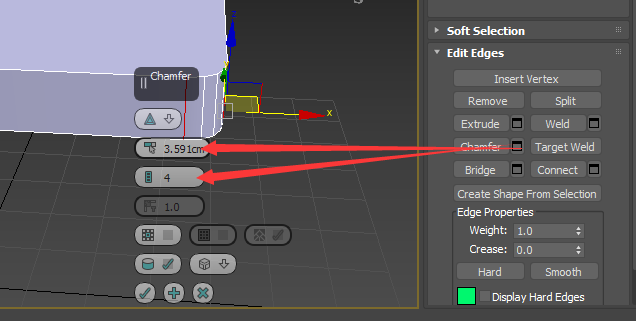 Chamfer
3.591cm
4
1.0
x
Soft Selection
Edit Edges
Insert Vertex
Remove Split
Extrude Weld
Chamfer Target Weld
Bridge Connect
Create Shape From Selection
Edge Properties
Weight: 1.0
Crease: 0.0
Hard Smooth
Display Hard Edges